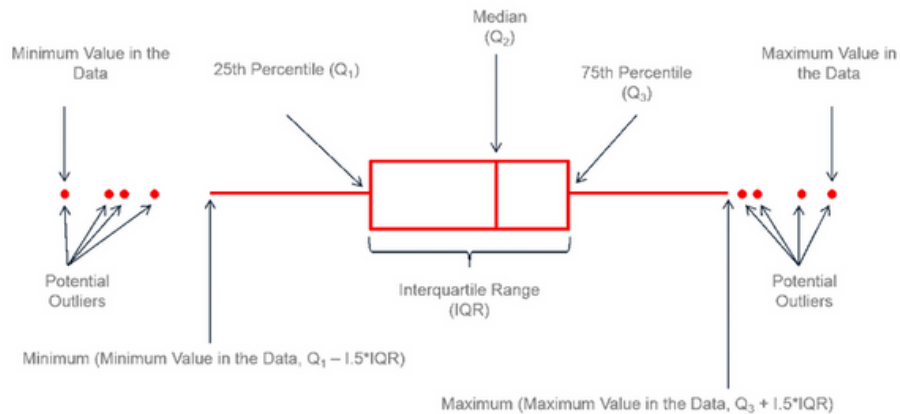 Median
(Q2)
Minimum Value in the
Data
25th Percentile (Q1)
75th Percentile
(Q3)
Maximum Value in
the Data
Potential
Outliers
Interquartile Range
(IQR)
Potential
Outliers
Minimum (Minimum Value in the Data, Q1 – I.5*IQR)
Maximum (Maximum Value in the Data, Q3 + I.5*IQR)